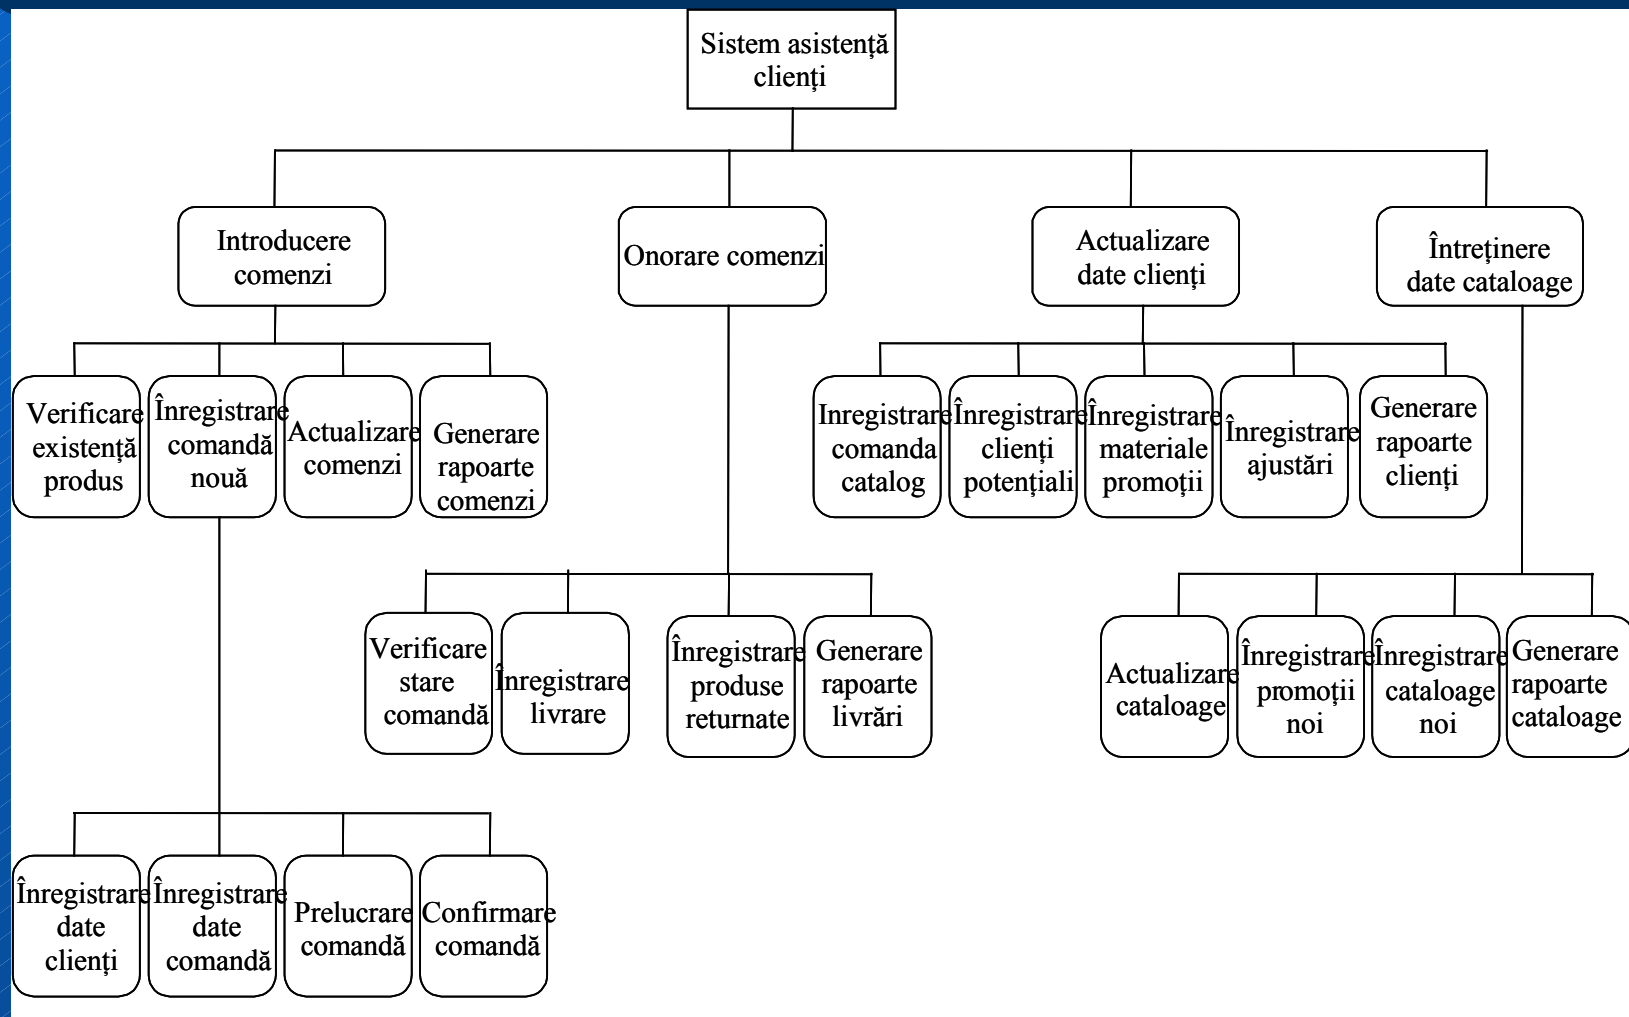 Sistem asistență
clienți
Introducere
comenzi
Onorare comenzi
Actualizare
date clienți
Întreținere
date cataloage
Verificare
existență
produs
Înregistrare
comandă
nouă
Actualizare
comenzi
Generare
rapoarte
comenzi
Inregistrare
comanda
catalog
Înregistrare
clienți
potențiali
Înregistrare
materiale
promoții
Înregistrare
ajustări
Generare
rapoarte
clienți
Verificare
stare
comandă
Înregistrare
livrare
Înregistrare
produse
returnate
Generare
rapoarte
livrări
Actualizare
cataloage
Înregistrare
promoții
noi
Înregistrare
cataloage
noi
Generare
rapoarte
cataloage
Înregistrare
date
clienți
Înregistrare
date
comandă
Prelucrare
comandă
Confirmare
comandă